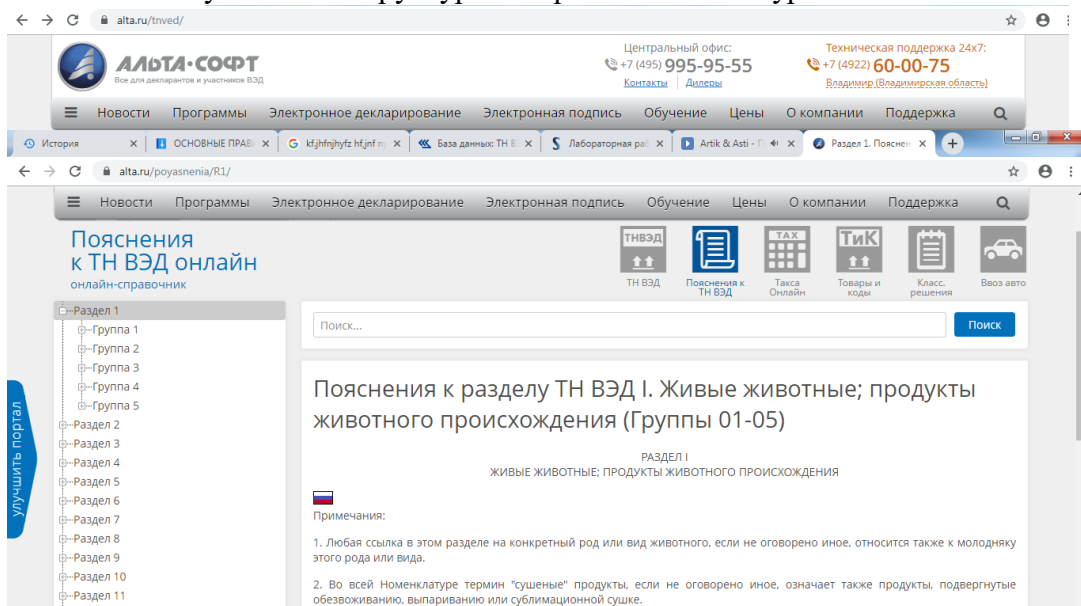 alta.ru/tnved/
АЛЬТА·СОФТ
Все для декларантов и участников ВЭД
Центральный офис:
+7 (495) 995-95-55
Контакты | Дилеры
Техническая поддержка 24x7:
+7 (4922) 60-00-75
Владимир (Владимирская область)
Новости Программы Электронное декларирование Электронная подпись Обучение Цены О компании Поддержка
История ОСНОВНЫЕ ПРАВ База данных: ТН В Лабораторная раб Artik & Asti - Раздел 1. Пояснен
alta.ru/poyasnenia/R1/
Новости Программы Электронное декларирование Электронная подпись Обучение Цены О компании Поддержка
Пояснения
к ТН ВЭД онлайн
онлайн-справочник
ТНВЭД
ТН ВЭД
Пояснения к
ТН ВЭД
TAX
Такса
Онлайн
ТиК
Товары и
коды
Класс.
решения
Ввоз авто
Раздел 1
Группа 1
Группа 2
Группа 3
Группа 4
Группа 5
Раздел 2
Раздел 3
Раздел 4
Раздел 5
Раздел 6
Раздел 7
Раздел 8
Раздел 9
Раздел 10
Раздел 11
улучшить портал
Поиск...
Поиск
Пояснения к разделу ТН ВЭД I. Живые животные; продукты
животного происхождения (Группы 01-05)
РАЗДЕЛ I
ЖИВЫЕ ЖИВОТНЫЕ; ПРОДУКТЫ ЖИВОТНОГО ПРОИСХОЖДЕНИЯ
Примечания:
1. Любая ссылка в этом разделе на конкретный род или вид животного, если не оговорено иное, относится также к молодняку
этого рода или вида.
2. Во всей Номенклатуре термин "сушеные" продукты, если не оговорено иное, означает также продукты, подвергнутые
обезвоживанию, выпариванию или сублимационной сушке.